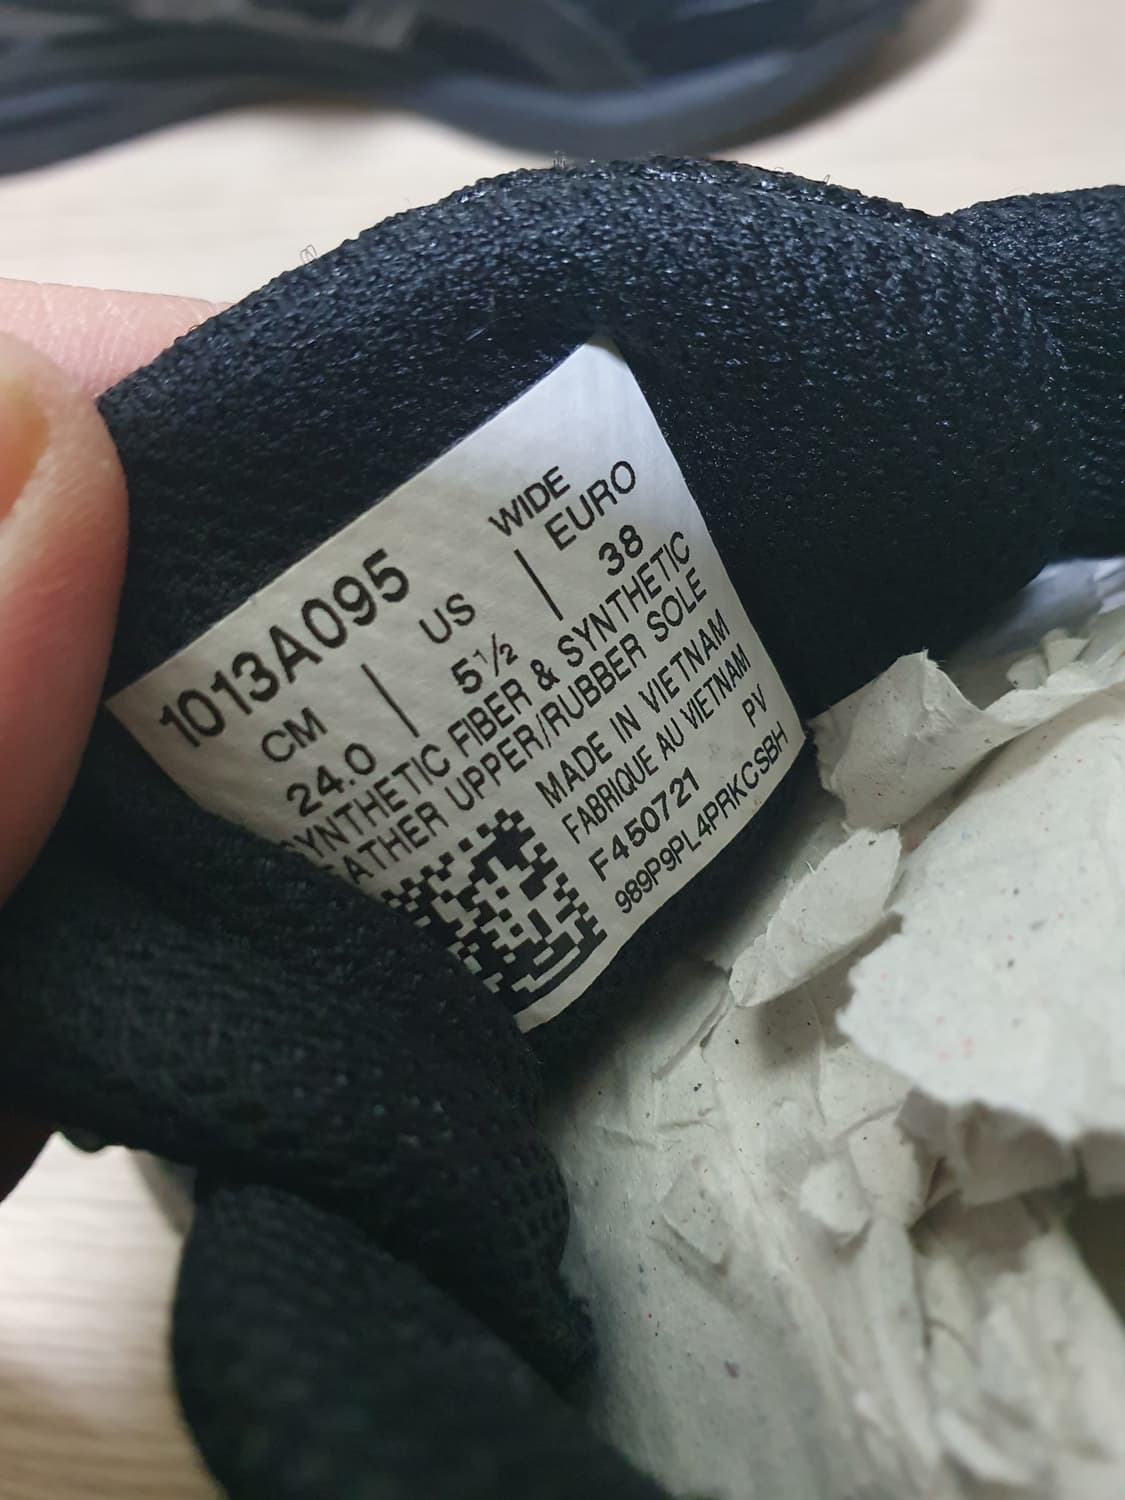 WIDE
1013A095
CM | US | EURO
24.0 5½ 38
SYNTHETIC FIBER & SYNTHETIC
EATHER UPPER/RUBBER SOLE
MADE IN VIETNAM
FABRIQUE AU VIETNAM
PV
F450721
989P9PL4PRKCSBH